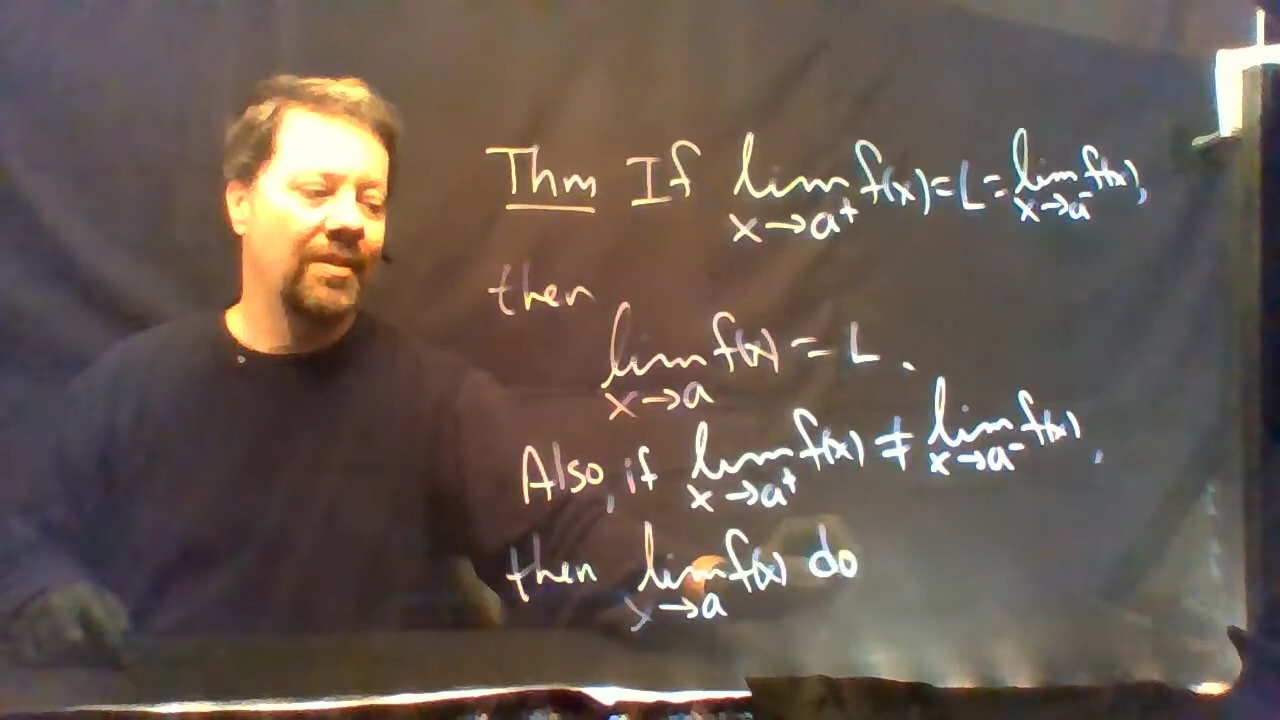 Thm If lim x→a⁺ f(x) = L = lim x→a⁻ f(x),
then
lim x→a f(x) = L.
Also, if lim x→a⁺ f(x) ≠ lim x→a⁻ f(x),
then lim x→a f(x) do